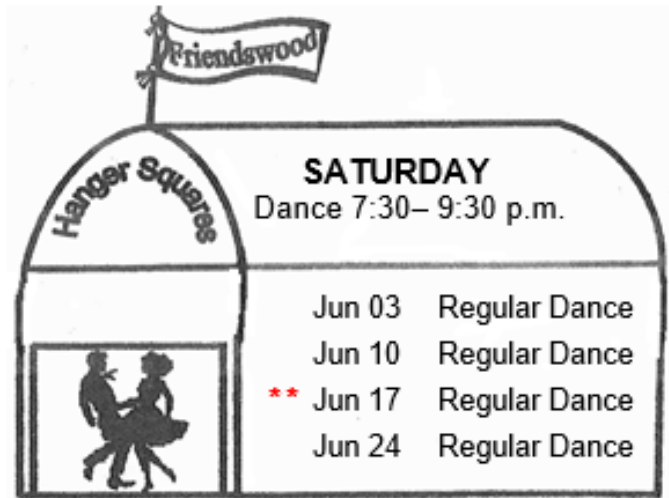 Friendswood
Hanger Squares
SATURDAY
Dance 7:30– 9:30 p.m.
Jun 03 Regular Dance
Jun 10 Regular Dance
** Jun 17 Regular Dance
Jun 24 Regular Dance